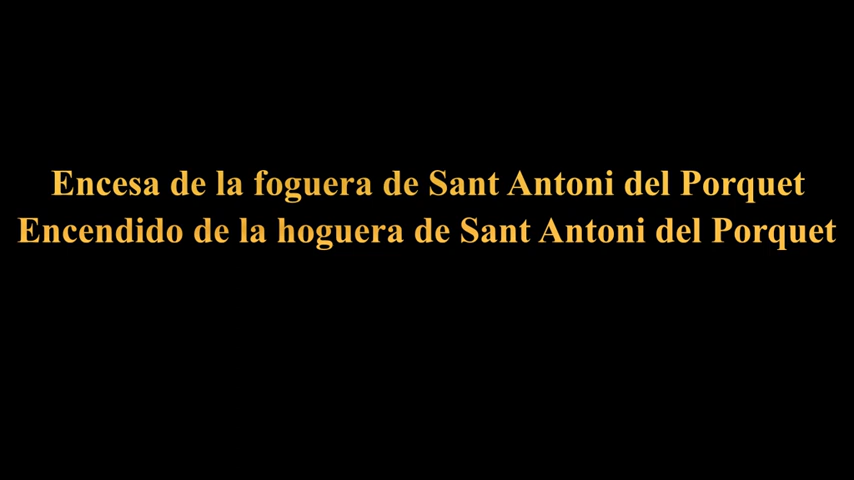 Encesa de la foguera de Sant Antoni del Porquet
Encendido de la hoguera de Sant Antoni del Porquet